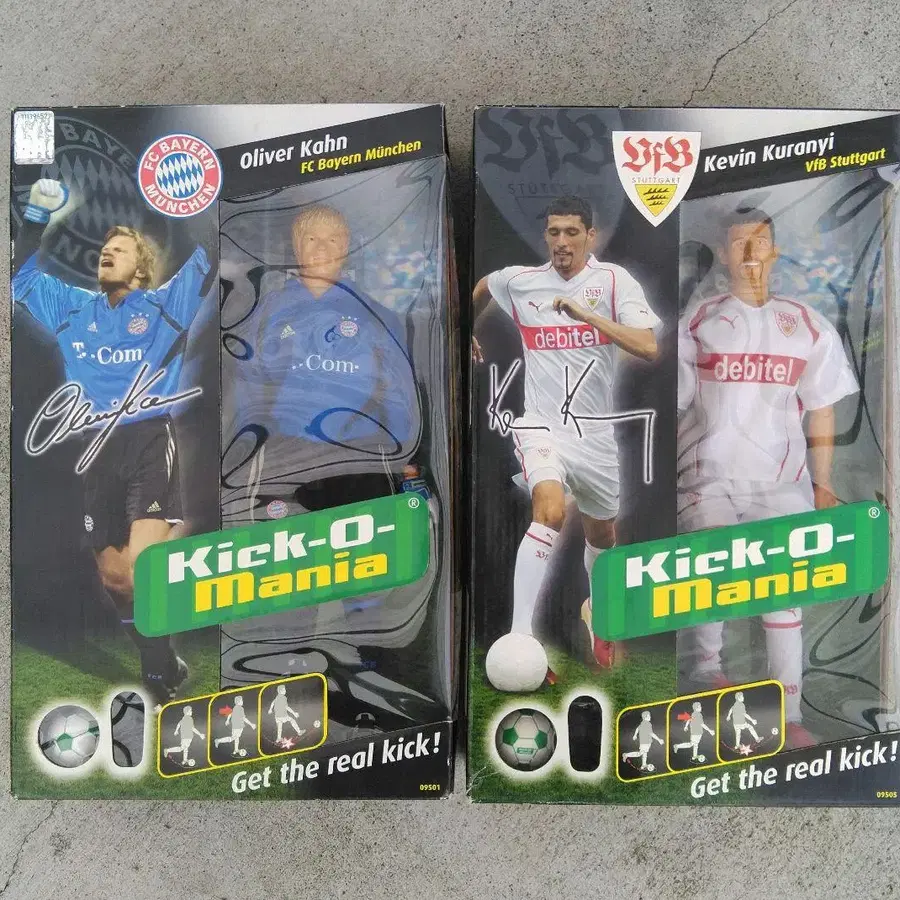 FC BAYERN
MÜNCHEN
Oliver Kahn
FC Bayern München
T··Com
··Com·
Kick-O-
Mania
®
Get the real kick!
09501
VfB
STUTTGART
VfB
STUTTGART
Kevin Kuranyi
VfB Stuttgart
debitel
debitel
Kick-O-
Mania
®
Get the real kick!
09505